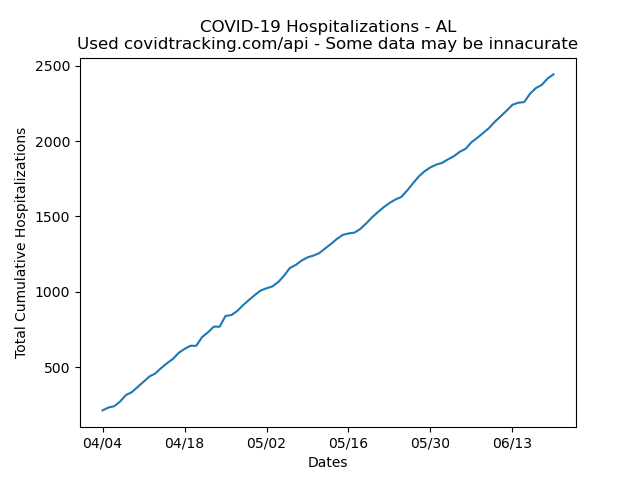 COVID-19 Hospitalizations - AL
Used covidtracking.com/api - Some data may be innacurate
2500
2000
1500
1000
500
Total Cumulative Hospitalizations
04/04 04/18 05/02 05/16 05/30 06/13
Dates